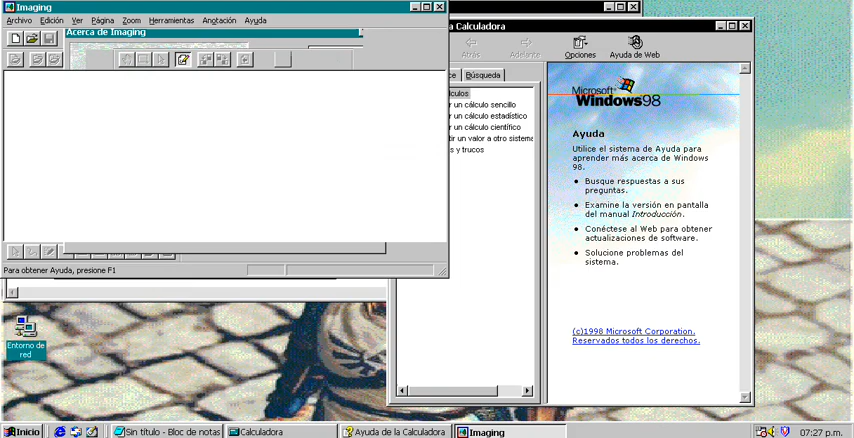 Imaging
Archivo Edición Ver Página Zoom Herramientas Anotación Ayuda
Acerca de Imaging
Para obtener Ayuda, presione F1
a Calculadora
Atrás Adelante Opciones Ayuda de Web
ce Búsqueda
lculos
r un cálculo sencillo
r un cálculo estadístico
r un cálculo científico
tir un valor a otro sistema
s y trucos
Microsoft
Windows98
Ayuda
Utilice el sistema de Ayuda para
aprender más acerca de Windows
98.
Busque respuestas a sus
preguntas.
Examine la versión en pantalla
del manual Introducción.
Conéctese al Web para obtener
actualizaciones de software.
Solucione problemas del
sistema.
(c)1998 Microsoft Corporation.
Reservados todos los derechos.
Entorno de
red
Inicio
Sin título - Bloc de notas
Calculadora
Ayuda de la Calculadora
Imaging
07:27 p.m.